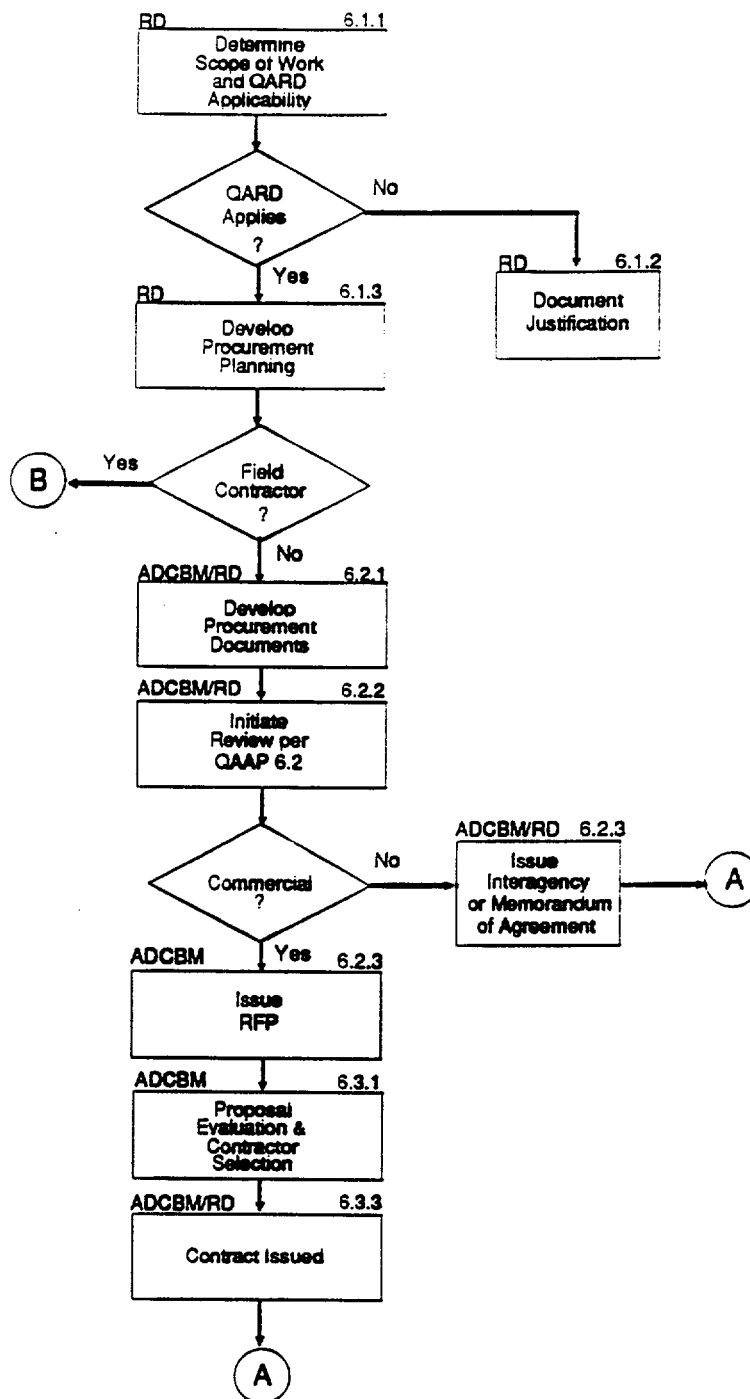 RD 6.1.1
Determine
Scope of Work
and QARD
Applicability
QARD
Applies
?
No
Yes
RD 6.1.2
Document
Justification
RD 6.1.3
Develop
Procurement
Planning
Field
Contractor
?
Yes
B
No
ADCBM/RD 6.2.1
Develop
Procurement
Documents
ADCBM/RD 6.2.2
Initiate
Review per
QAAP 6.2
Commercial
?
No
ADCBM/RD 6.2.3
Issue
Interagency
or Memorandum
of Agreement
A
Yes
ADCBM 6.2.3
Issue
RFP
ADCBM 6.3.1
Proposal
Evaluation &
Contractor
Selection
ADCBM/RD 6.3.3
Contract Issued
A